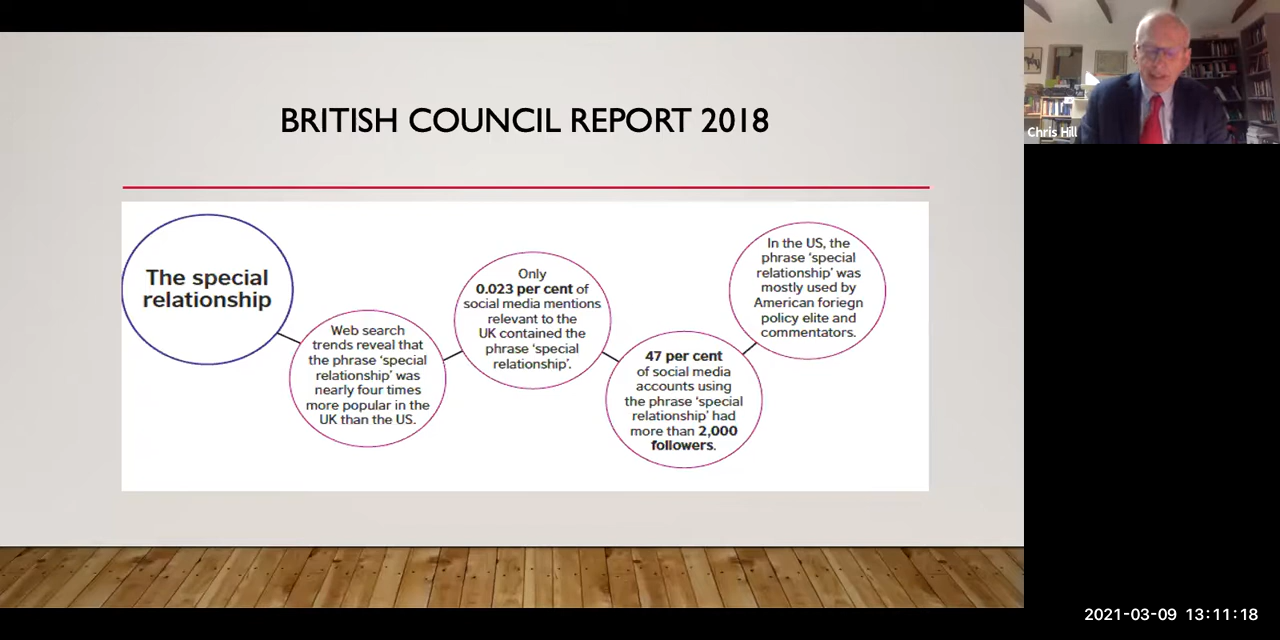 BRITISH COUNCIL REPORT 2018
The special
relationship
Web search
trends reveal that
the phrase ‘special
relationship’ was
nearly four times
more popular in the
UK than the US.
Only
0.023 per cent of
social media mentions
relevant to the
UK contained the
phrase ‘special
relationship’.
47 per cent
of social media
accounts using
the phrase ‘special
relationship’ had
more than 2,000
followers.
In the US, the
phrase ‘special
relationship’ was
mostly used by
American foriegn
policy elite and
commentators.
Chris Hill
2021-03-09 13:11:18